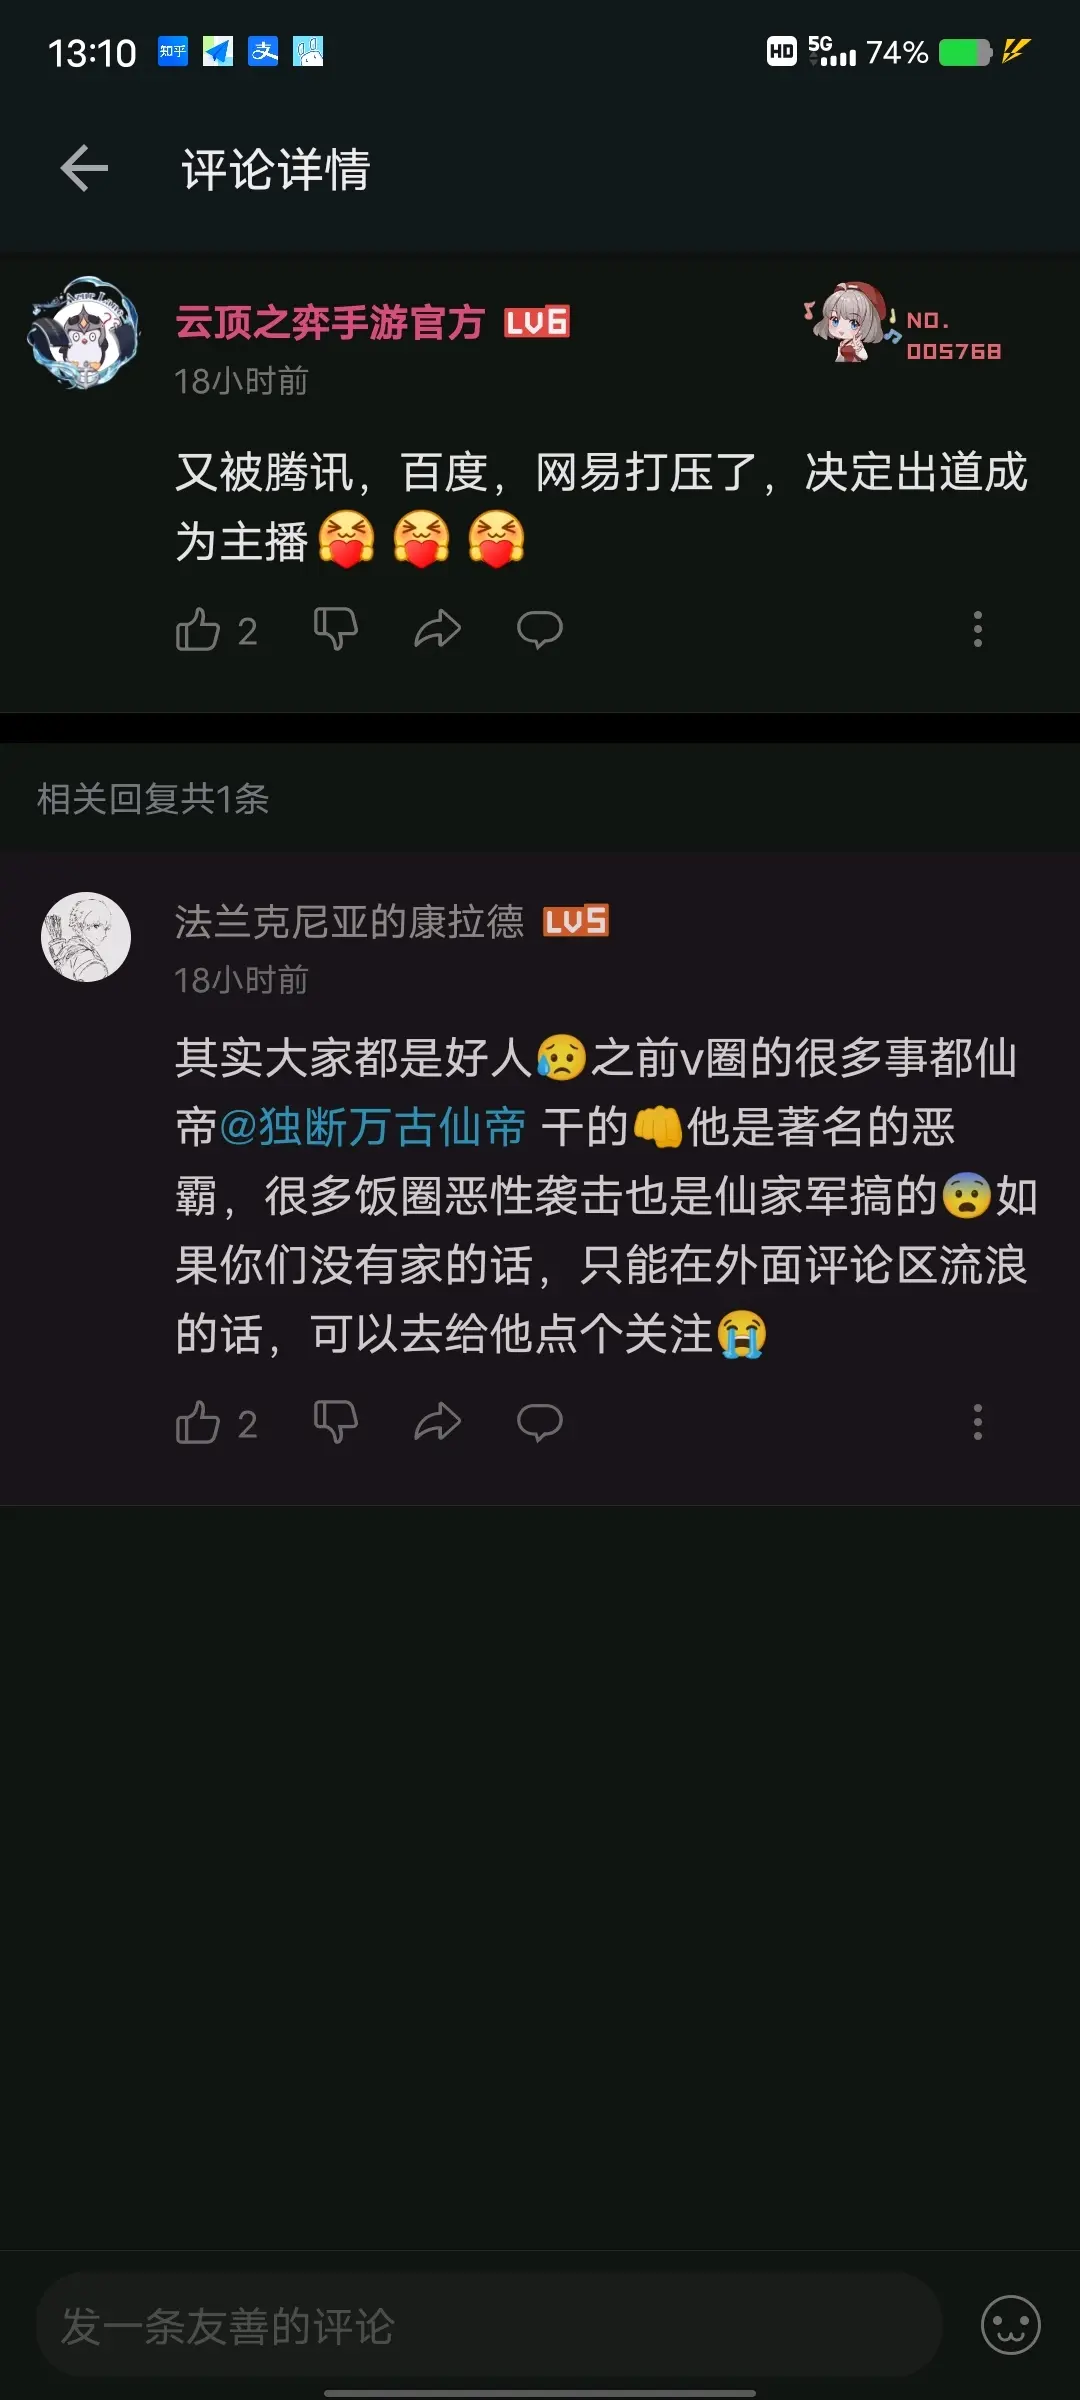 13:10 知乎 支 HD 5G 74%
评论详情
云顶之弈手游官方 LV6
NO.
005768
18小时前
又被腾讯，百度，网易打压了，决定出道成
为主播😝😝😝
2
相关回复共1条
法兰克尼亚的康拉德 LV5
18小时前
其实大家都是好人😥之前v圈的很多事都仙
帝@独断万古仙帝 干的👊他是著名的恶
霸，很多饭圈恶性袭击也是仙家军搞的😨如
果你们没有家的话，只能在外面评论区流浪
的话，可以去给他点个关注😭
2
发一条友善的评论